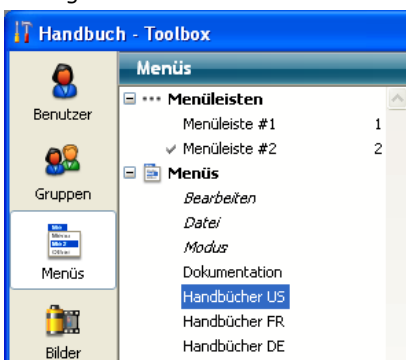 Handbuch - Toolbox
Menüs
Benutzer
Gruppen
Menüs
Bilder
Menüleisten
Menüleiste #1 1
Menüleiste #2 2
Menüs
Bearbeiten
Datei
Modus
Dokumentation
Handbücher US
Handbücher FR
Handbücher DE